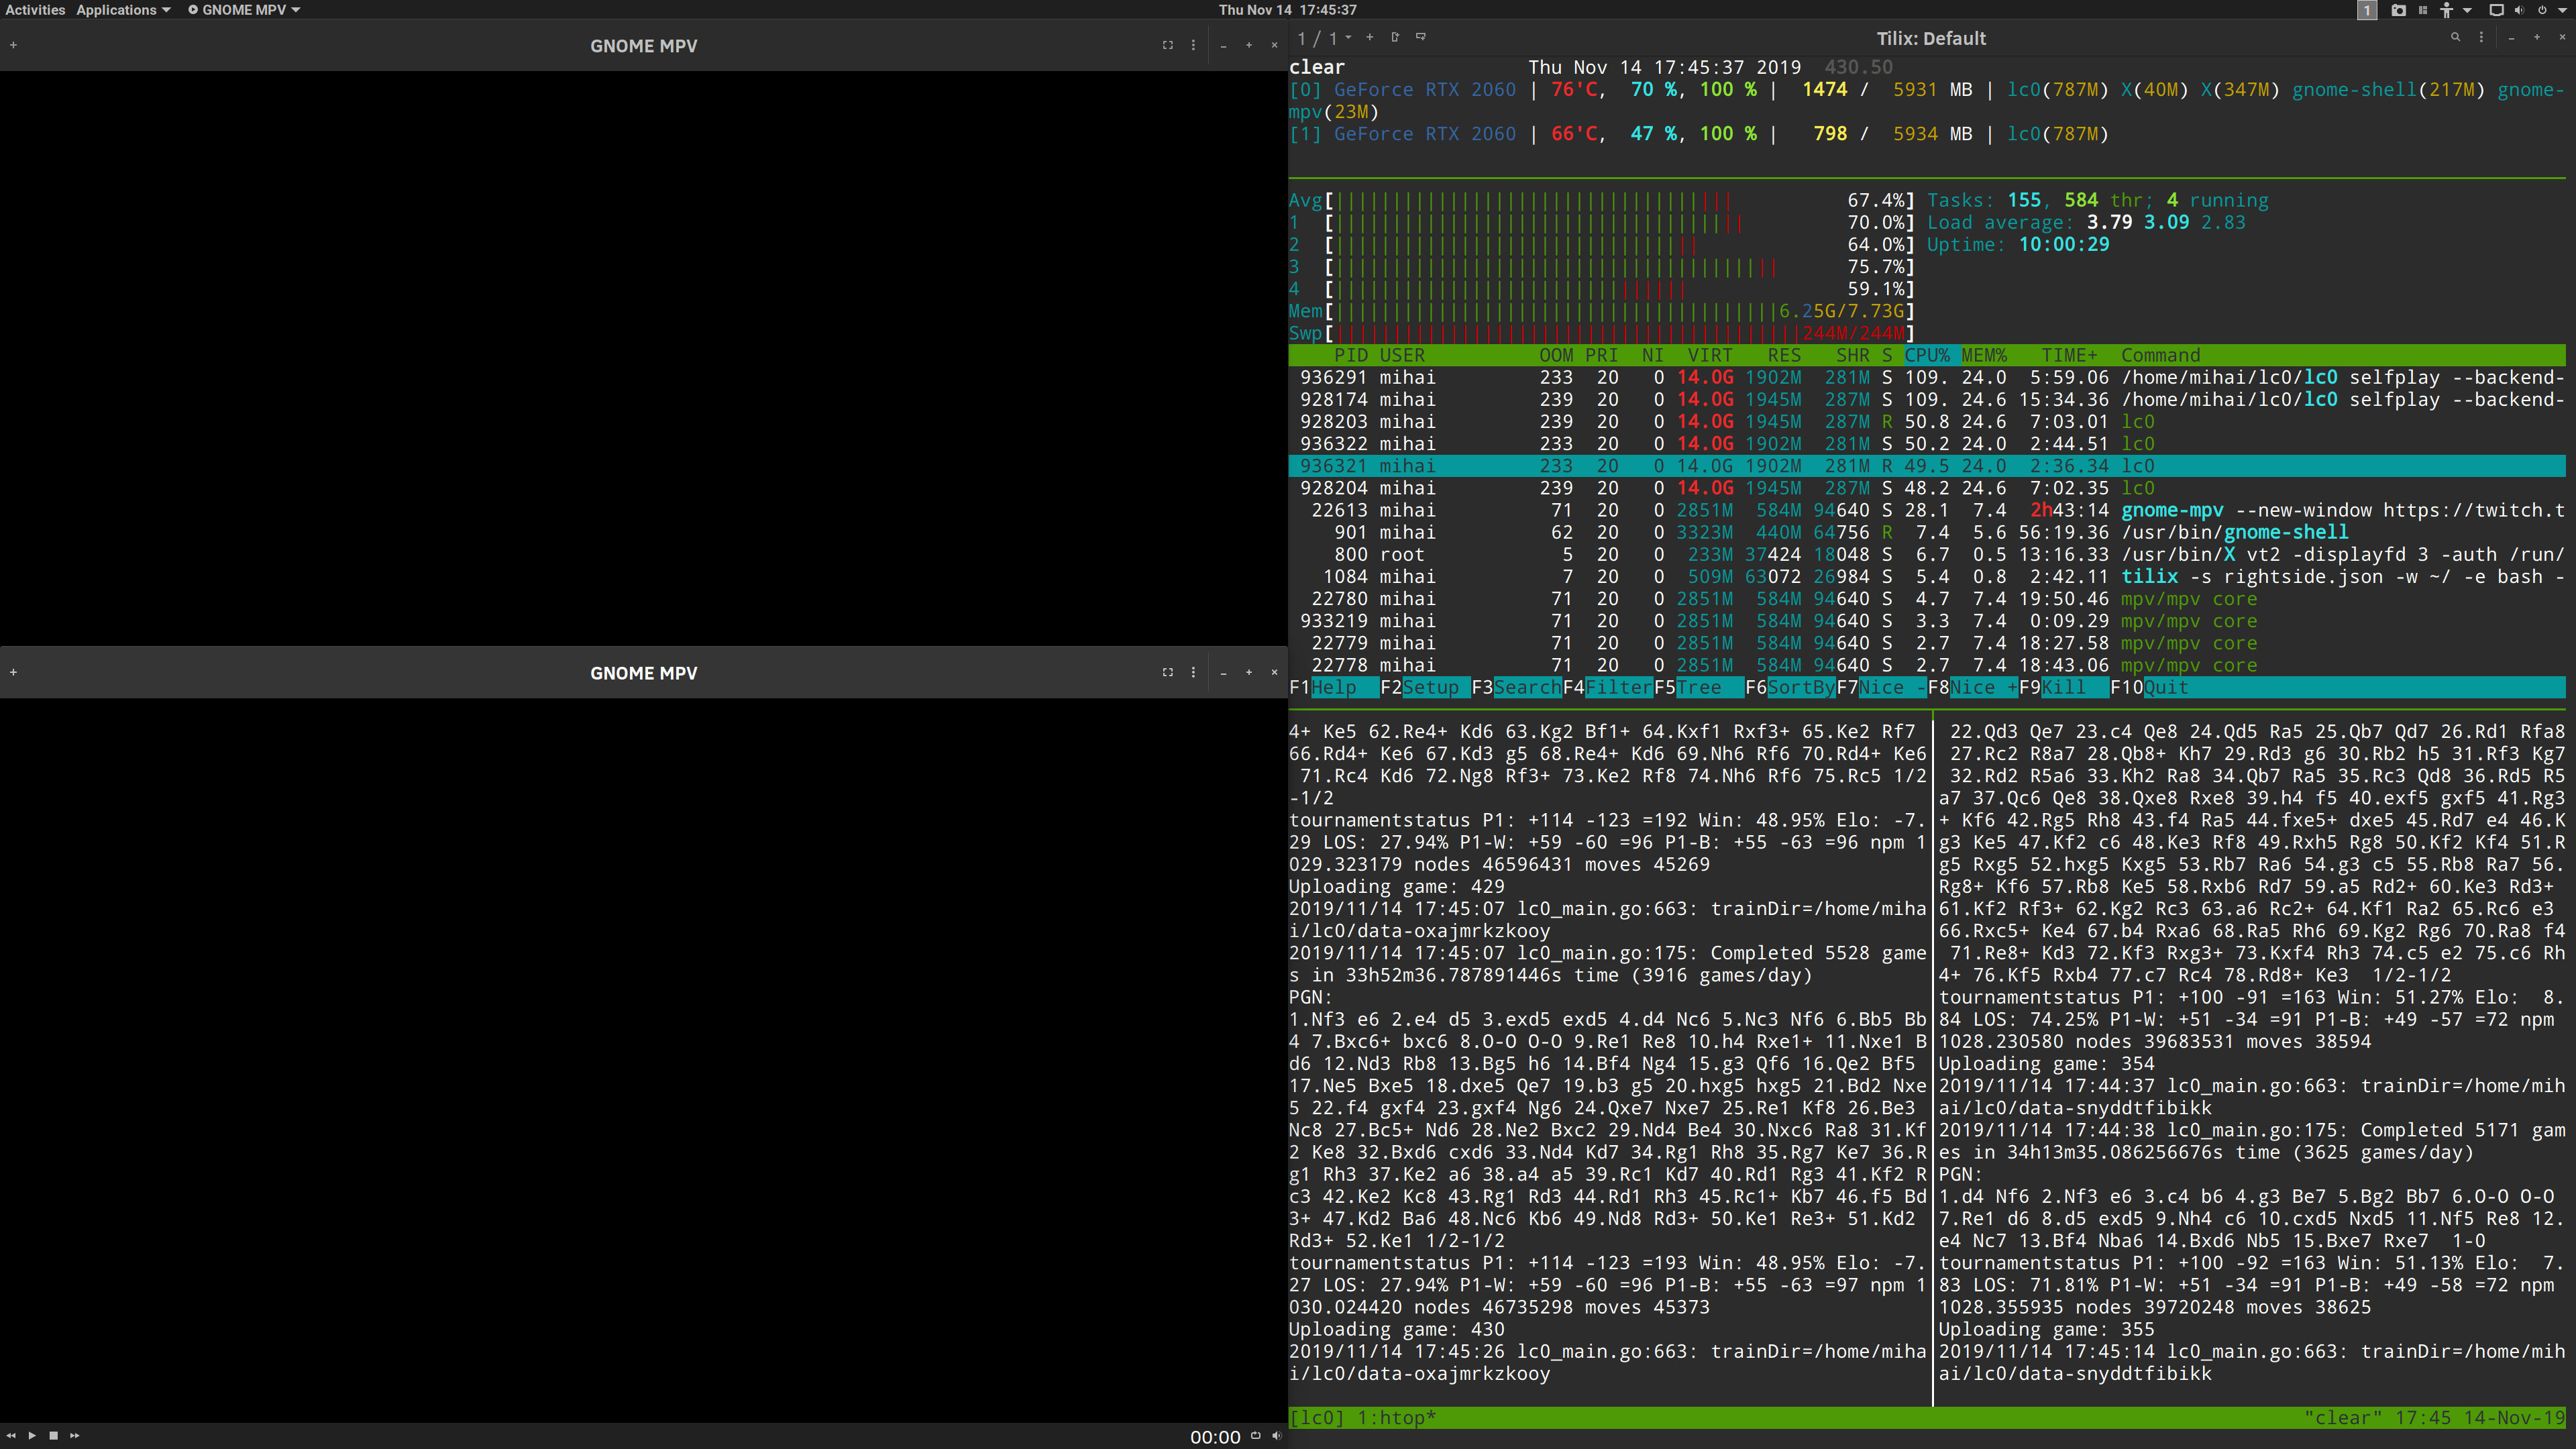 Activities Applications GNOME MPV Thu Nov 14 17:45:37 1
GNOME MPV
GNOME MPV
00:00
1 / 1 Tilix: Default
clear Thu Nov 14 17:45:37 2019 430.50
[0] GeForce RTX 2060 | 76'C, 70 %, 100 % | 1474 / 5931 MB | lc0(787M) X(40M) X(347M) gnome-shell(217M) gnome-
mpv(23M)
[1] GeForce RTX 2060 | 66'C, 47 %, 100 % | 798 / 5934 MB | lc0(787M)
Avg[ 67.4%] Tasks: 155, 584 thr; 4 running
1 [ 70.0%] Load average: 3.79 3.09 2.83
2 [ 64.0%] Uptime: 10:00:29
3 [ 75.7%]
4 [ 59.1%]
Mem[ 6.25G/7.73G]
Swp[ 244M/244M]
PID USER OOM PRI NI VIRT RES SHR S CPU% MEM% TIME+ Command
936291 mihai 233 20 0 14.0G 1902M 281M S 109. 24.0 5:59.06 /home/mihai/lc0/lc0 selfplay --backend-
928174 mihai 239 20 0 14.0G 1945M 287M S 109. 24.6 15:34.36 /home/mihai/lc0/lc0 selfplay --backend-
928203 mihai 239 20 0 14.0G 1945M 287M R 50.8 24.6 7:03.01 lc0
936322 mihai 233 20 0 14.0G 1902M 281M S 50.2 24.0 2:44.51 lc0
936321 mihai 233 20 0 14.0G 1902M 281M R 49.5 24.0 2:36.34 lc0
928204 mihai 239 20 0 14.0G 1945M 287M S 48.2 24.6 7:02.35 lc0
22613 mihai 71 20 0 2851M 584M 94640 S 28.1 7.4 2h43:14 gnome-mpv --new-window https://twitch.t
901 mihai 62 20 0 3323M 440M 64756 R 7.4 5.6 56:19.36 /usr/bin/gnome-shell
800 root 5 20 0 233M 37424 18048 S 6.7 0.5 13:16.33 /usr/bin/X vt2 -displayfd 3 -auth /run/
1084 mihai 7 20 0 509M 63072 26984 S 5.4 0.8 2:42.11 tilix -s rightside.json -w ~/ -e bash -
22780 mihai 71 20 0 2851M 584M 94640 S 4.7 7.4 19:50.46 mpv/mpv core
933219 mihai 71 20 0 2851M 584M 94640 S 3.3 7.4 0:09.29 mpv/mpv core
22779 mihai 71 20 0 2851M 584M 94640 S 2.7 7.4 18:27.58 mpv/mpv core
22778 mihai 71 20 0 2851M 584M 94640 S 2.7 7.4 18:43.06 mpv/mpv core
F1Help F2Setup F3SearchF4FilterF5Tree F6SortByF7Nice -F8Nice +F9Kill F10Quit
4+ Ke5 62.Re4+ Kd6 63.Kg2 Bf1+ 64.Kxf1 Rxf3+ 65.Ke2 Rf7
66.Rd4+ Ke6 67.Kd3 g5 68.Re4+ Kd6 69.Nh6 Rf6 70.Rd4+ Ke6
71.Rc4 Kd6 72.Ng8 Rf3+ 73.Ke2 Rf8 74.Nh6 Rf6 75.Rc5 1/2
-1/2
tournamentstatus P1: +114 -123 =192 Win: 48.95% Elo: -7.
29 LOS: 27.94% P1-W: +59 -60 =96 P1-B: +55 -63 =96 npm 1
029.323179 nodes 46596431 moves 45269
Uploading game: 429
2019/11/14 17:45:07 lc0_main.go:663: trainDir=/home/miha
i/lc0/data-oxajmrkzkooy
2019/11/14 17:45:07 lc0_main.go:175: Completed 5528 game
s in 33h52m36.787891446s time (3916 games/day)
PGN:
1.Nf3 e6 2.e4 d5 3.exd5 exd5 4.d4 Nc6 5.Nc3 Nf6 6.Bb5 Bb
4 7.Bxc6+ bxc6 8.O-O O-O 9.Re1 Re8 10.h4 Rxe1+ 11.Nxe1 B
d6 12.Nd3 Rb8 13.Bg5 h6 14.Bf4 Ng4 15.g3 Qf6 16.Qe2 Bf5
17.Ne5 Bxe5 18.dxe5 Qe7 19.b3 g5 20.hxg5 hxg5 21.Bd2 Nxe
5 22.f4 gxf4 23.gxf4 Ng6 24.Qxe7 Nxe7 25.Re1 Kf8 26.Be3
Nc8 27.Bc5+ Nd6 28.Ne2 Bxc2 29.Nd4 Be4 30.Nxc6 Ra8 31.Kf
2 Ke8 32.Bxd6 cxd6 33.Nd4 Kd7 34.Rg1 Rh8 35.Rg7 Ke7 36.R
g1 Rh3 37.Ke2 a6 38.a4 a5 39.Rc1 Kd7 40.Rd1 Rg3 41.Kf2 R
c3 42.Ke2 Kc8 43.Rg1 Rd3 44.Rd1 Rh3 45.Rc1+ Kb7 46.f5 Bd
3+ 47.Kd2 Ba6 48.Nc6 Kb6 49.Nd8 Rd3+ 50.Ke1 Re3+ 51.Kd2
Rd3+ 52.Ke1 1/2-1/2
tournamentstatus P1: +114 -123 =193 Win: 48.95% Elo: -7.
27 LOS: 27.94% P1-W: +59 -60 =96 P1-B: +55 -63 =97 npm 1
030.024420 nodes 46735298 moves 45373
Uploading game: 430
2019/11/14 17:45:26 lc0_main.go:663: trainDir=/home/miha
i/lc0/data-oxajmrkzkooy
22.Qd3 Qe7 23.c4 Qe8 24.Qd5 Ra5 25.Qb7 Qd7 26.Rd1 Rfa8
27.Rc2 R8a7 28.Qb8+ Kh7 29.Rd3 g6 30.Rb2 h5 31.Rf3 Kg7
32.Rd2 R5a6 33.Kh2 Ra8 34.Qb7 Ra5 35.Rc3 Qd8 36.Rd5 R5
a7 37.Qc6 Qe8 38.Qxe8 Rxe8 39.h4 f5 40.exf5 gxf5 41.Rg3
+ Kf6 42.Rg5 Rh8 43.f4 Ra5 44.fxe5+ dxe5 45.Rd7 e4 46.K
g3 Ke5 47.Kf2 c6 48.Ke3 Rf8 49.Rxh5 Rg8 50.Kf2 Kf4 51.R
g5 Rxg5 52.hxg5 Kxg5 53.Rb7 Ra6 54.g3 c5 55.Rb8 Ra7 56.
Rg8+ Kf6 57.Rb8 Ke5 58.Rxb6 Rd7 59.a5 Rd2+ 60.Ke3 Rd3+
61.Kf2 Rf3+ 62.Kg2 Rc3 63.a6 Rc2+ 64.Kf1 Ra2 65.Rc6 e3
66.Rxc5+ Ke4 67.b4 Rxa6 68.Ra5 Rh6 69.Kg2 Rg6 70.Ra8 f4
71.Re8+ Kd3 72.Kf3 Rxg3+ 73.Kxf4 Rh3 74.c5 e2 75.c6 Rh
4+ 76.Kf5 Rxb4 77.c7 Rc4 78.Rd8+ Ke3 1/2-1/2
tournamentstatus P1: +100 -91 =163 Win: 51.27% Elo: 8.
84 LOS: 74.25% P1-W: +51 -34 =91 P1-B: +49 -57 =72 npm
1028.230580 nodes 39683531 moves 38594
Uploading game: 354
2019/11/14 17:44:37 lc0_main.go:663: trainDir=/home/mih
ai/lc0/data-snyddtfibikk
2019/11/14 17:44:38 lc0_main.go:175: Completed 5171 gam
es in 34h13m35.086256676s time (3625 games/day)
PGN:
1.d4 Nf6 2.Nf3 e6 3.c4 b6 4.g3 Be7 5.Bg2 Bb7 6.O-O O-O
7.Re1 d6 8.d5 exd5 9.Nh4 c6 10.cxd5 Nxd5 11.Nf5 Re8 12.
e4 Nc7 13.Bf4 Nba6 14.Bxd6 Nb5 15.Bxe7 Rxe7 1-0
tournamentstatus P1: +100 -92 =163 Win: 51.13% Elo: 7.
83 LOS: 71.81% P1-W: +51 -34 =91 P1-B: +49 -58 =72 npm
1028.355935 nodes 39720248 moves 38625
Uploading game: 355
2019/11/14 17:45:14 lc0_main.go:663: trainDir=/home/mih
ai/lc0/data-snyddtfibikk
[lc0] 1:htop* "clear" 17:45 14-Nov-19